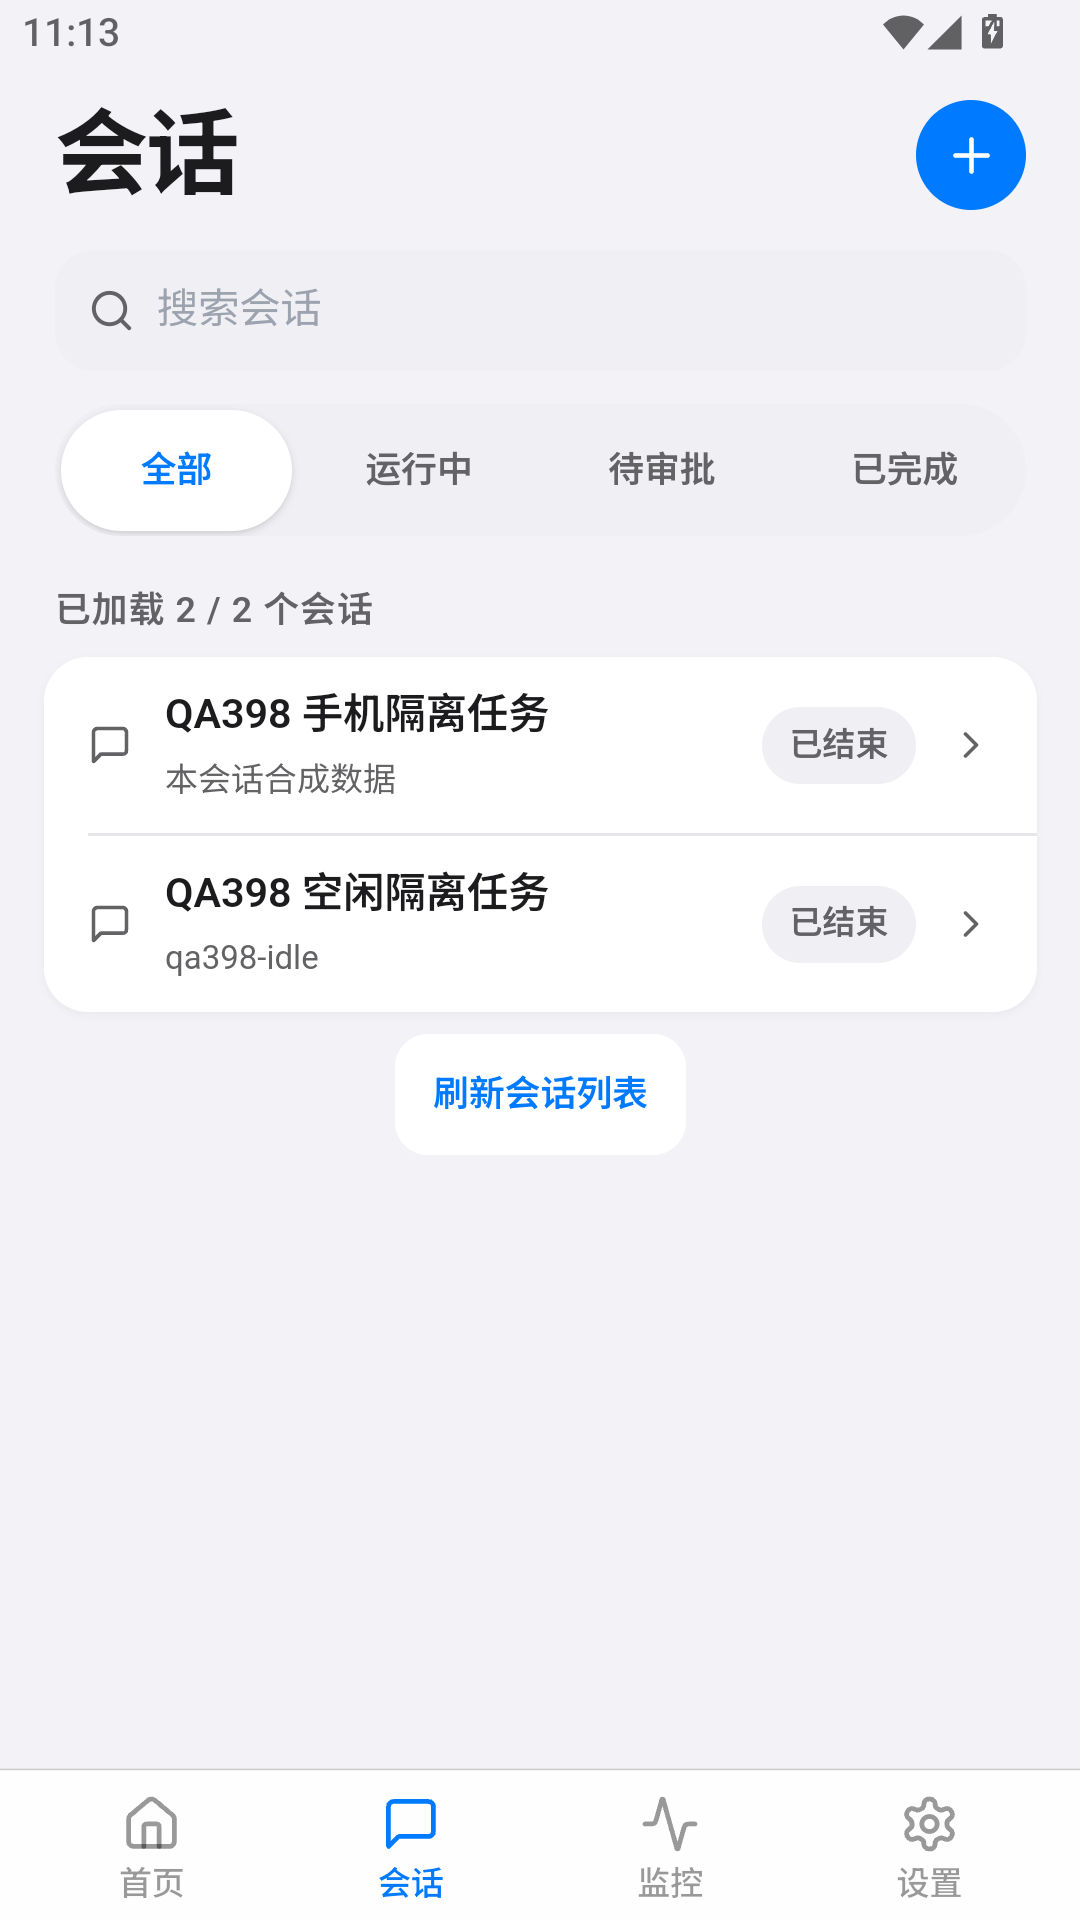 11:13
会话
搜索会话
全部 运行中 待审批 已完成
已加载 2 / 2 个会话
QA398 手机隔离任务
本会话合成数据
已结束
QA398 空闲隔离任务
qa398-idle
已结束
刷新会话列表
首页 会话 监控 设置